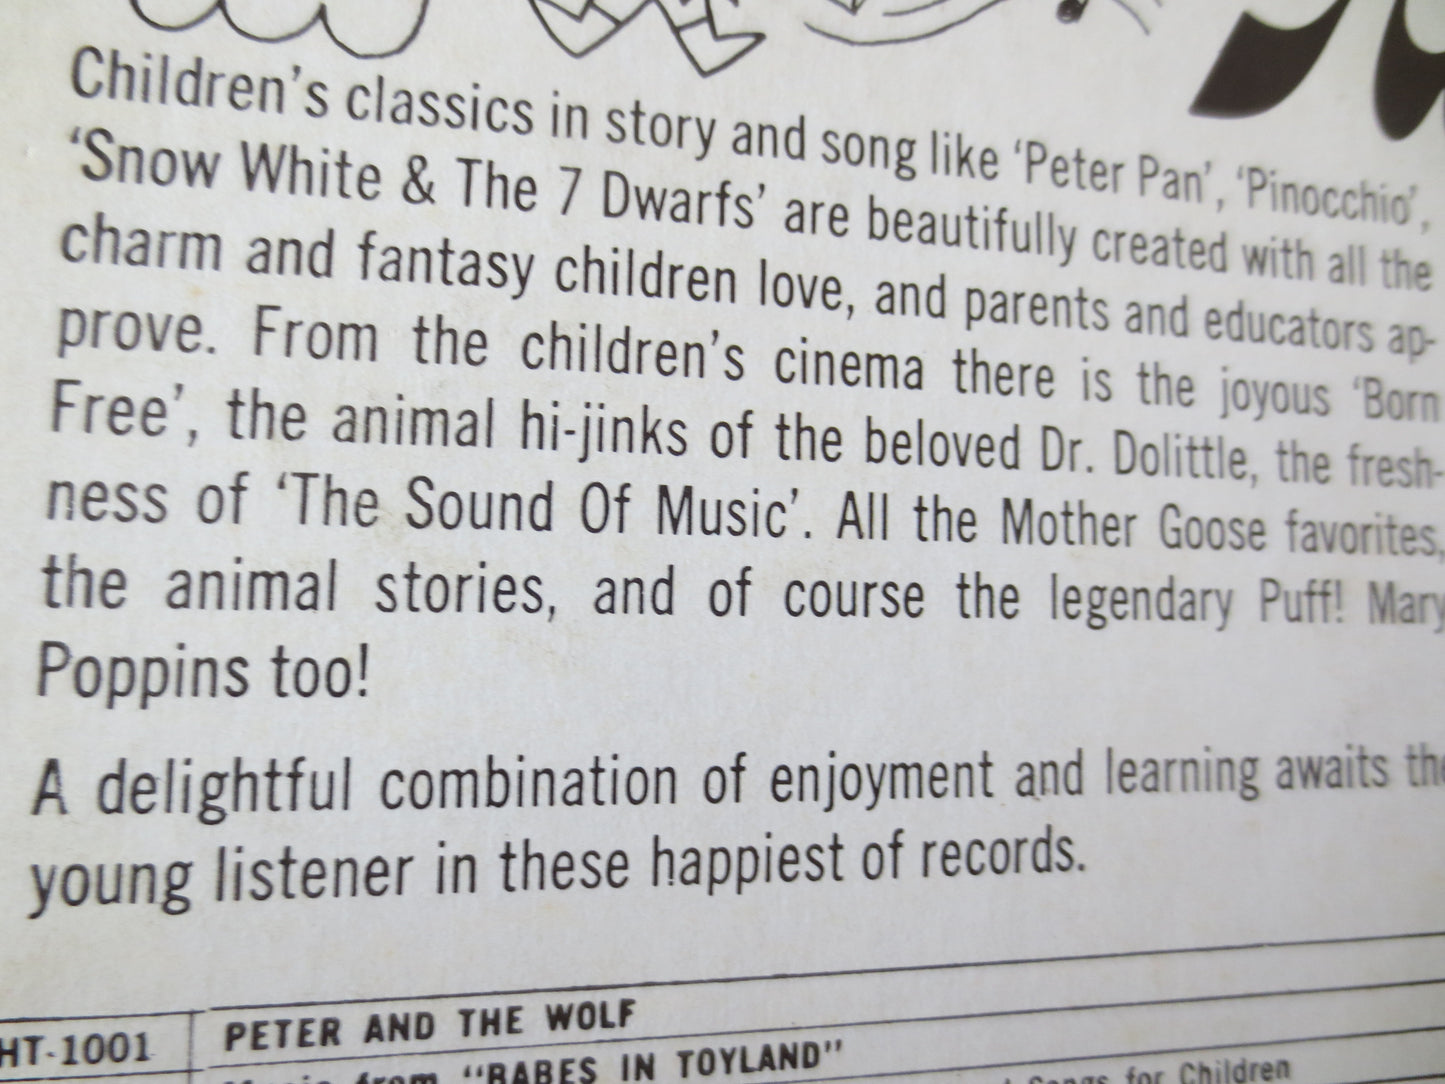 Children's classics in story and song like 'Peter Pan', 'Pinocchio',
'Snow White & The 7 Dwarfs' are beautifully created with all the
charm and fantasy children love, and parents and educators ap-
prove. From the children's cinema there is the joyous 'Born
Free', the animal hi-jinks of the beloved Dr. Dolittle, the fresh-
ness of 'The Sound Of Music'. All the Mother Goose favorites,
the animal stories, and of course the legendary Puff! Mary
Poppins too!
A delightful combination of enjoyment and learning awaits the
young listener in these happiest of records.
HT-1001 PETER AND THE WOLF
Music from "BABES IN TOYLAND"
Songs for Children